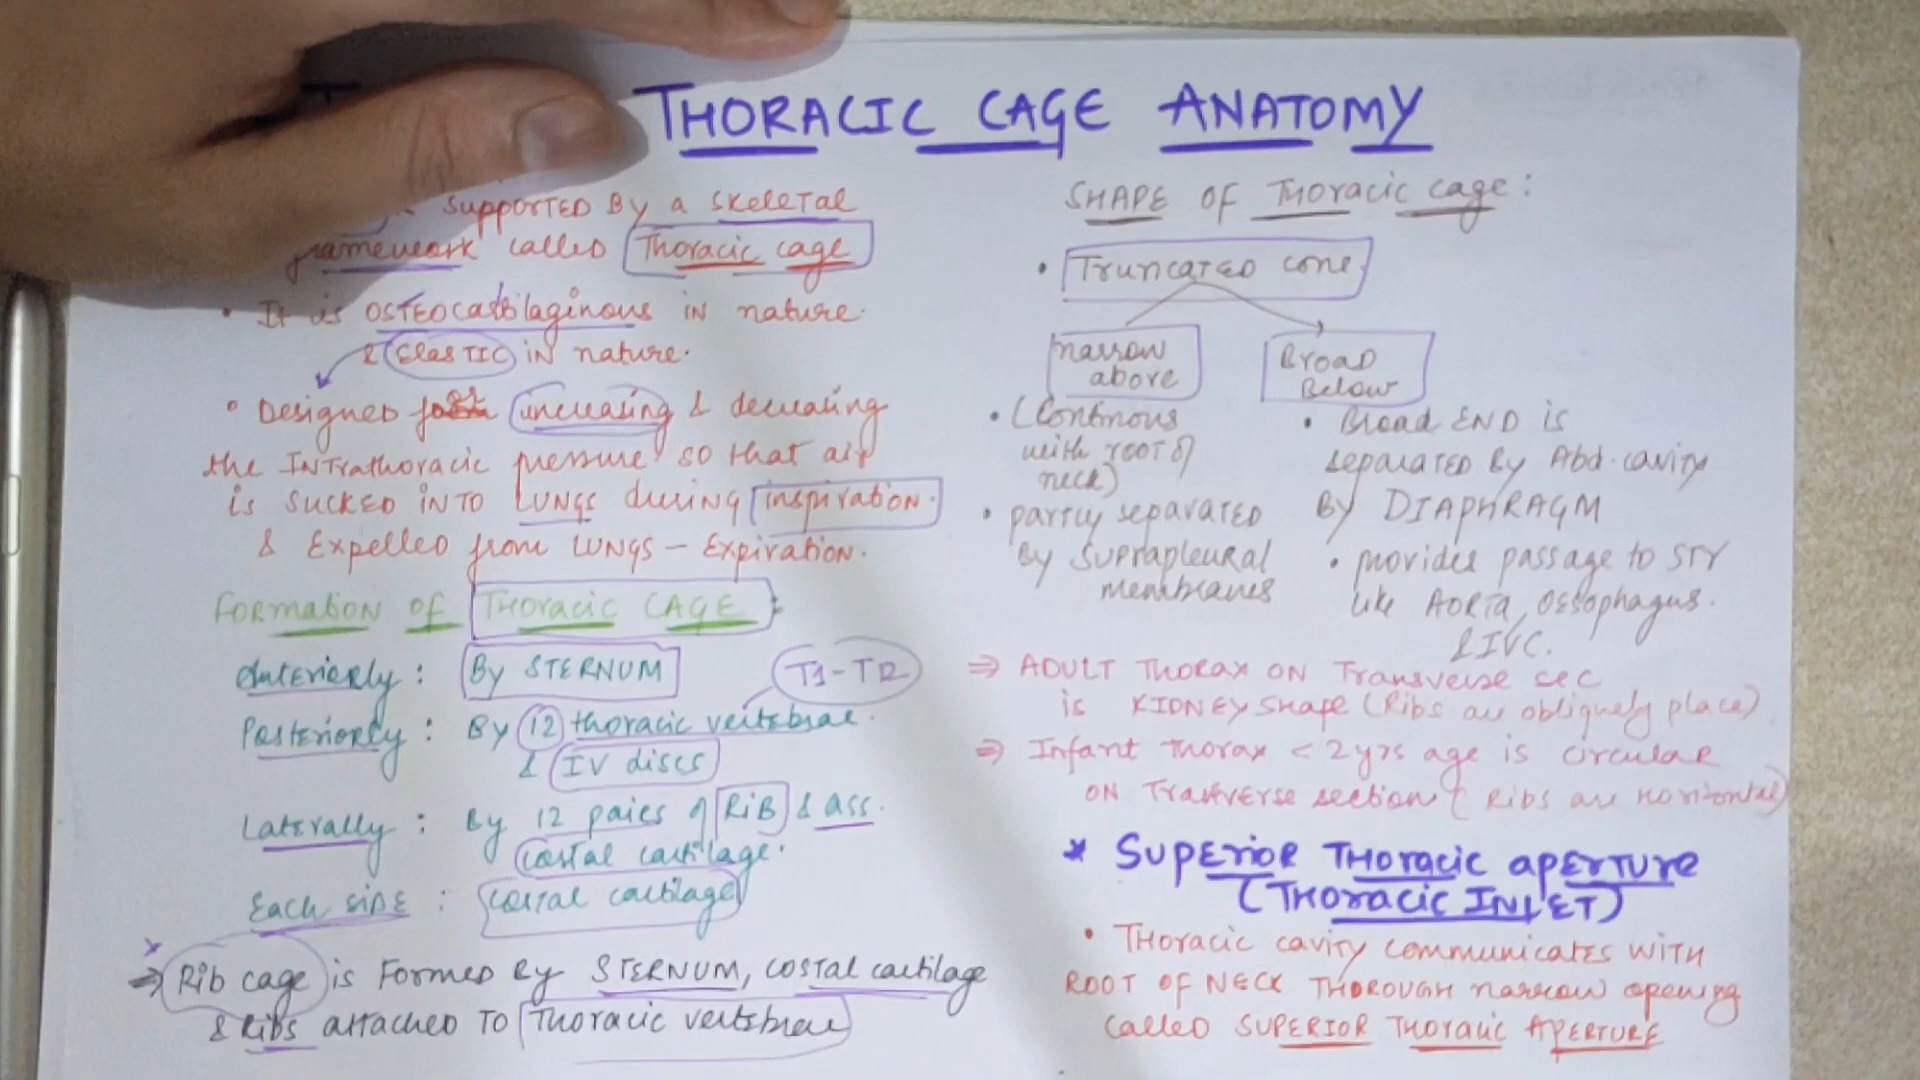 THORACIC CAGE ANATOMY
supported By a skeletal
framework called Thoracic cage
• It is osteocartilaginous in nature.
& Elastic in nature.
• Designed for increasing & decreasing
the Intrathoracic pressure so that air
is sucked into Lungs during inspiration.
& Expelled from Lungs – Expiration.
Formation of Thoracic CAGE :
Anteriorly : By STERNUM
T1-T12
Posteriorly : By 12 thoracic vertebrae.
& IV discs
Laterally : By 12 pairs of RiB & ass.
costal cartilage.
Each side : costal cartilage
⇒ Rib cage is Formed By STERNUM, costal cartilage
& Ribs attached to Thoracic vertebrae
SHAPE OF Thoracic cage :
• Truncated cone
narrow above
Broad Below
• (Continous with root of neck)
• partly separated By Suprapleural membranes
• Broad END is separated By Abd. cavity By DIAPHRAGM
• provides passage to STR like AORTA, Oesophagus. & IVC.
⇒ ADULT Thorax ON Transverse sec
is KIDNEY shape (Ribs are obliquely place)
⇒ Infant thorax < 2 yrs age is circular
ON Tranverse section ( Ribs are Horizontal)
* SUPERIOR THORACIC APERTURE
(THORACIC INLET)
• Thoracic cavity communicates with
ROOT OF NECK THOROUGH narrow opening
called SUPERIOR Thoracic APERTURE